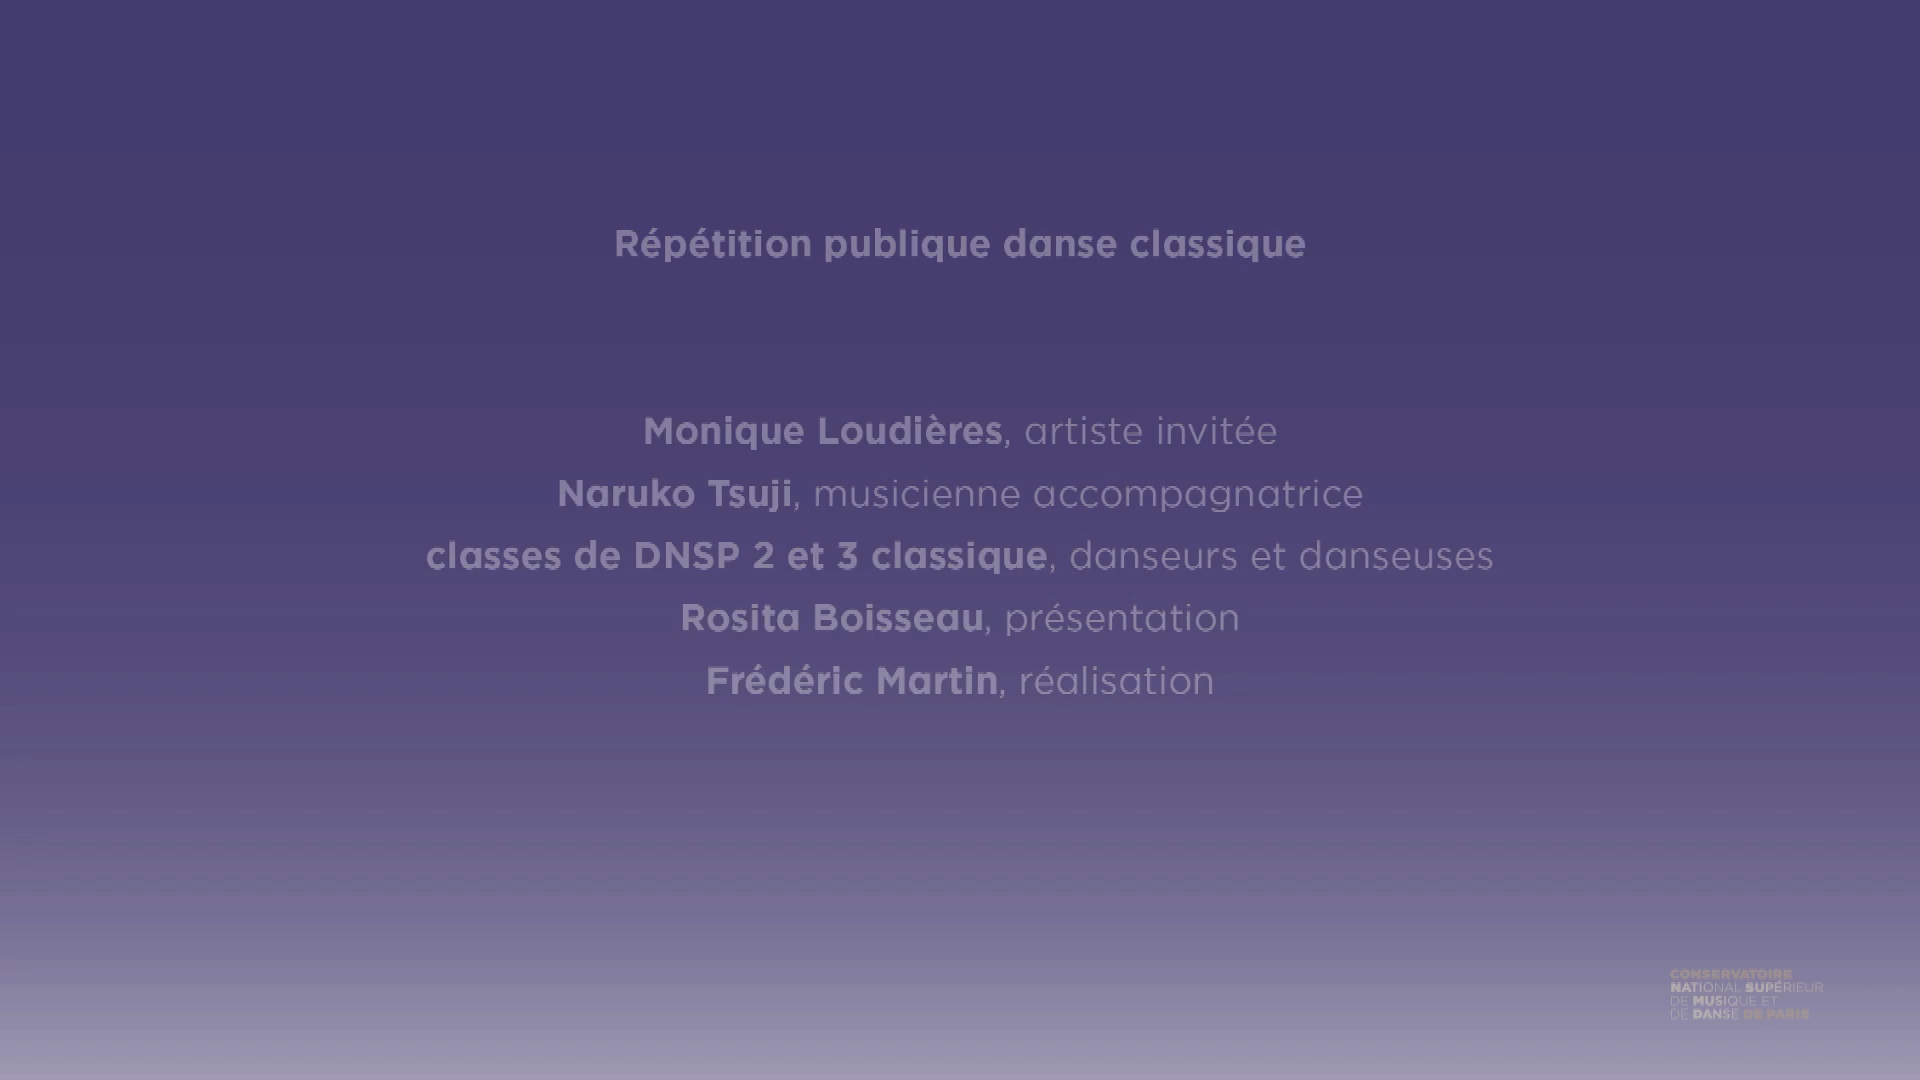 Répétition publique danse classique
Monique Loudières, artiste invitée
Naruko Tsuji, musicienne accompagnatrice
classes de DNSP 2 et 3 classique, danseurs et danseuses
Rosita Boisseau, présentation
Frédéric Martin, réalisation
CONSERVATOIRE
NATIONAL SUPÉRIEUR
DE MUSIQUE ET
DE DANSE DE PARIS